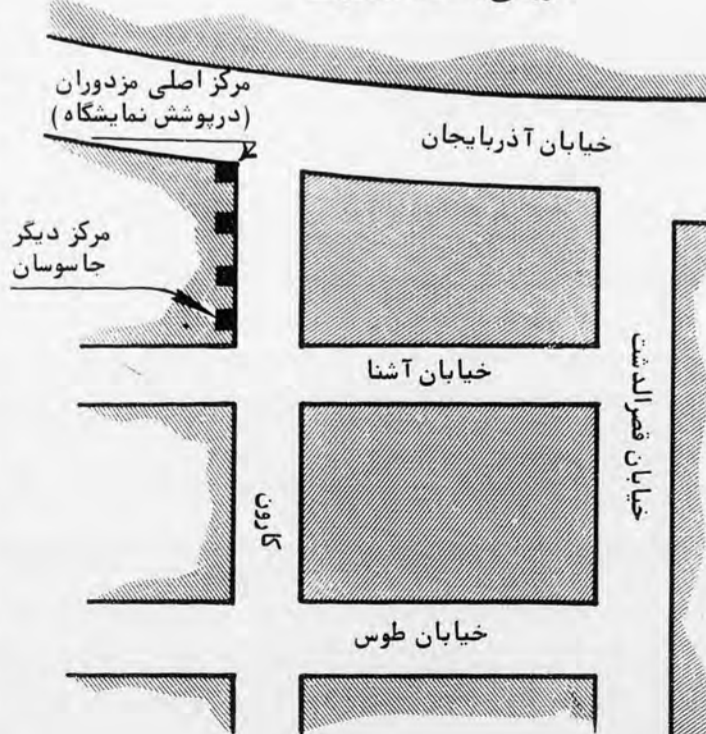 مرکز اصلی مزدوران
(درپوشش نمایشگاه)
خیابان آذربایجان
مرکز دیگر
جاسوسان
خیابان آشنا
خیابان قصرالدشت
کارون
خیابان طوس